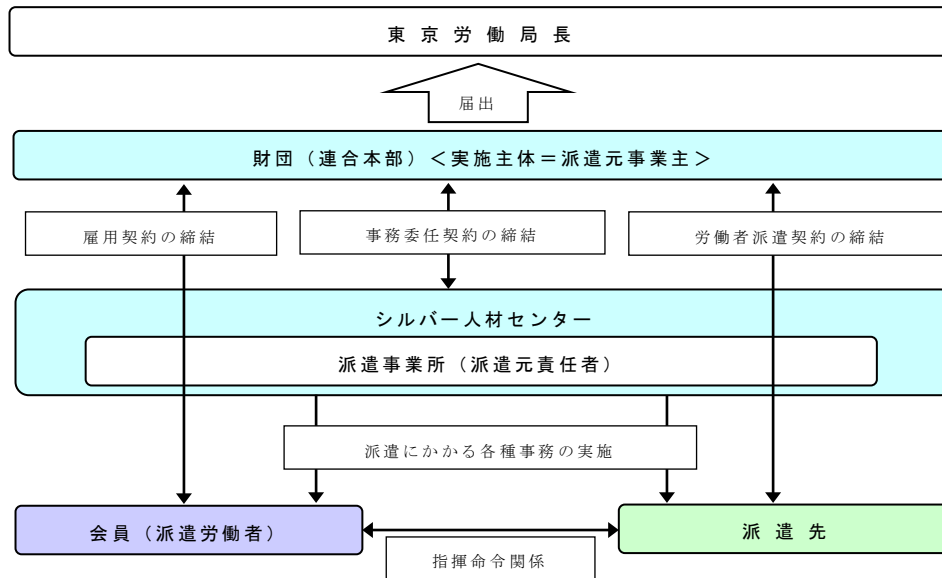 東京労働局長
届出
財団（連合本部）＜実施主体＝派遣元事業主＞
雇用契約の締結
事務委任契約の締結
労働者派遣契約の締結
シルバー人材センター
派遣事業所（派遣元責任者）
派遣にかかる各種事務の実施
会員（派遣労働者）
派遣先
指揮命令関係